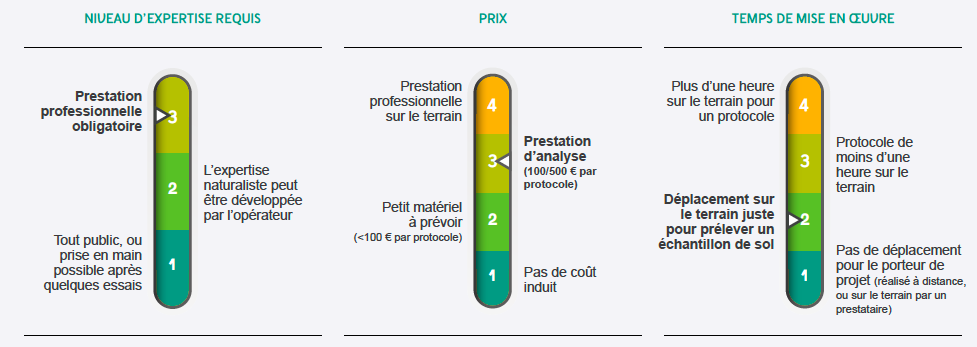 NIVEAU D'EXPERTISE REQUIS
Prestation
professionnelle
obligatoire
3
2
L'expertise
naturaliste peut
être développée
par l'opérateur
Tout public, ou
prise en main
possible après
quelques essais
1
PRIX
Prestation
professionnelle
sur le terrain
4
3
Prestation
d'analyse
(100/500 € par
protocole)
Petit matériel
à prévoir
(<100 € par protocole)
2
1
Pas de coût
induit
TEMPS DE MISE EN ŒUVRE
Plus d'une heure
sur le terrain pour
un protocole
4
3
Protocole de
moins d'une
heure sur le
terrain
Déplacement sur
le terrain juste
pour prélever un
échantillon de sol
2
1
Pas de déplacement
pour le porteur de
projet (réalisé à distance,
ou sur le terrain par un
prestataire)